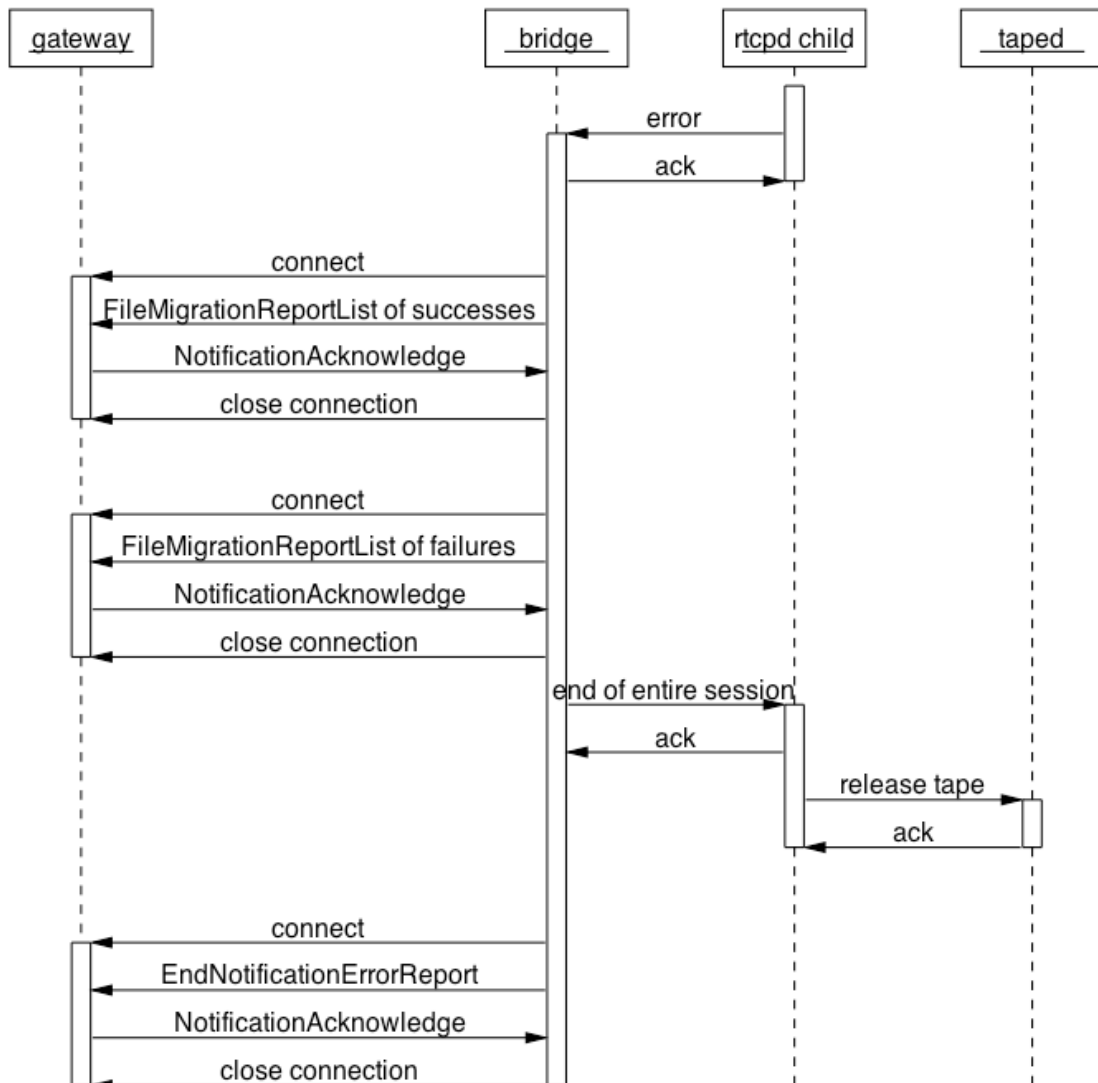 gateway
bridge
rtcpd child
taped
error
ack
connect
FileMigrationReportList of successes
NotificationAcknowledge
close connection
connect
FileMigrationReportList of failures
NotificationAcknowledge
close connection
end of entire session
ack
release tape
ack
connect
EndNotificationErrorReport
NotificationAcknowledge
close connection